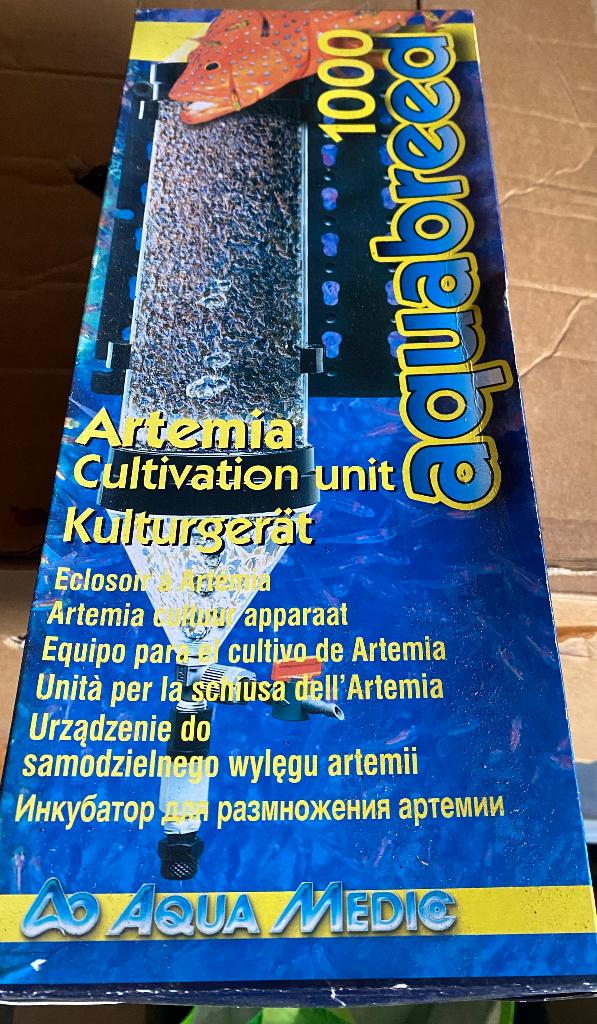 aquabreed
1000
Artemia
Cultivation unit
Kulturgerät
Eclosoir à Artémia
Artemia cultuur apparaat
Equipo para el cultivo de Artemia
Unità per la schiusa dell'Artemia
Urządzenie do
samodzielnego wylęgu artemii
Инкубатор для размножения артемии
AQUA MEDIC